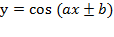 y = cos (ax ± b)